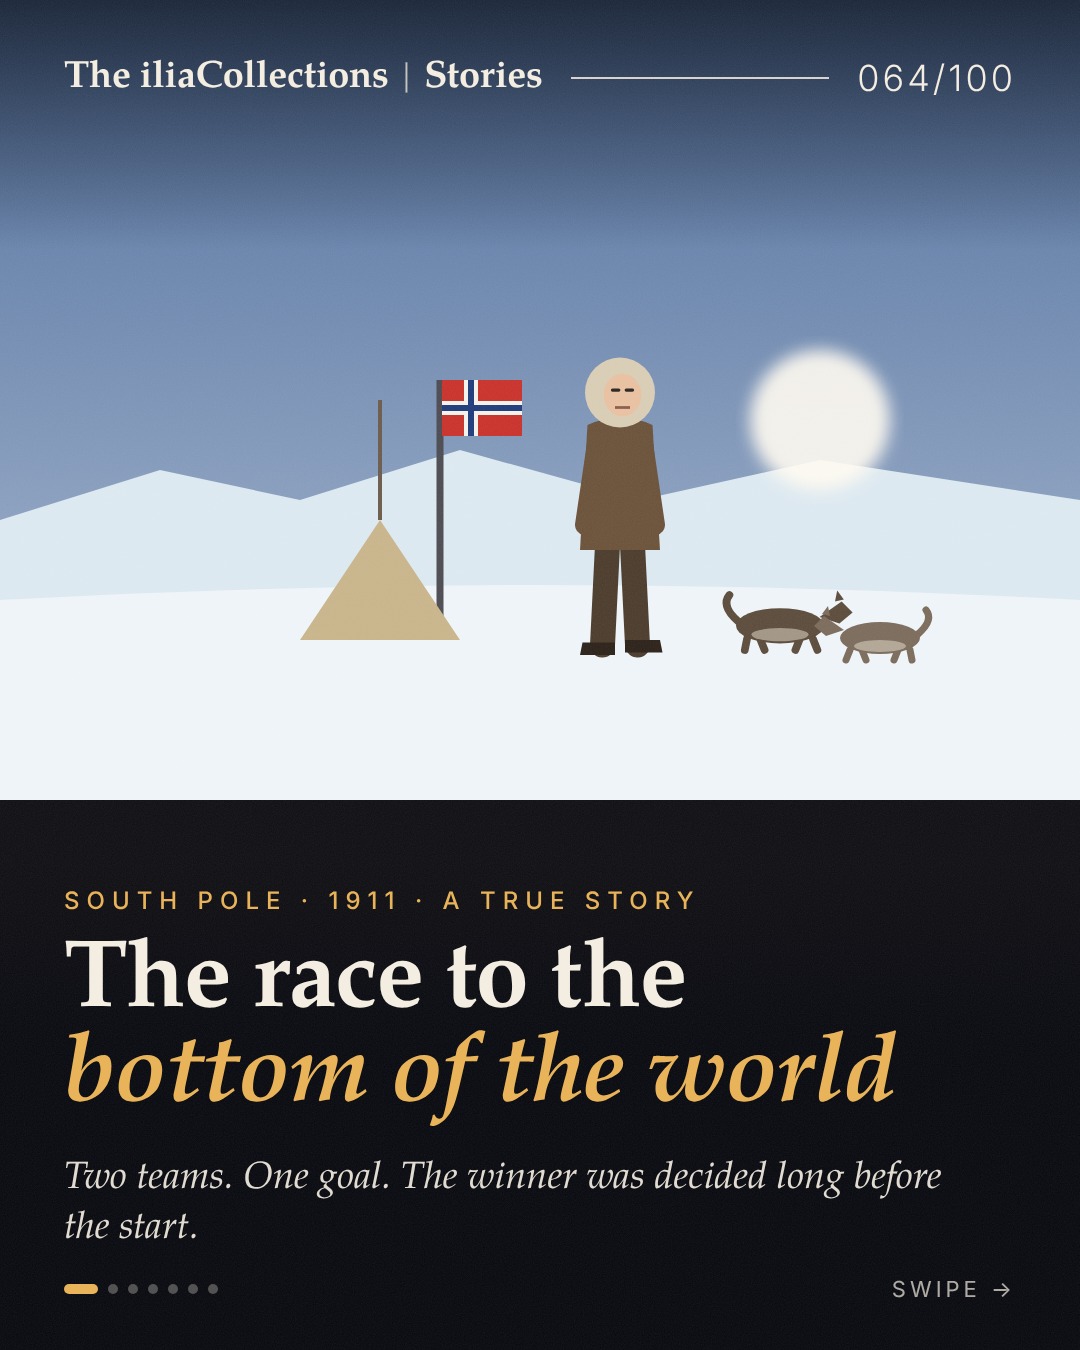 The iliaCollections | Stories
064/100
SOUTH POLE · 1911 · A TRUE STORY
The race to the
bottom of the world
Two teams. One goal. The winner was decided long before
the start.
SWIPE →